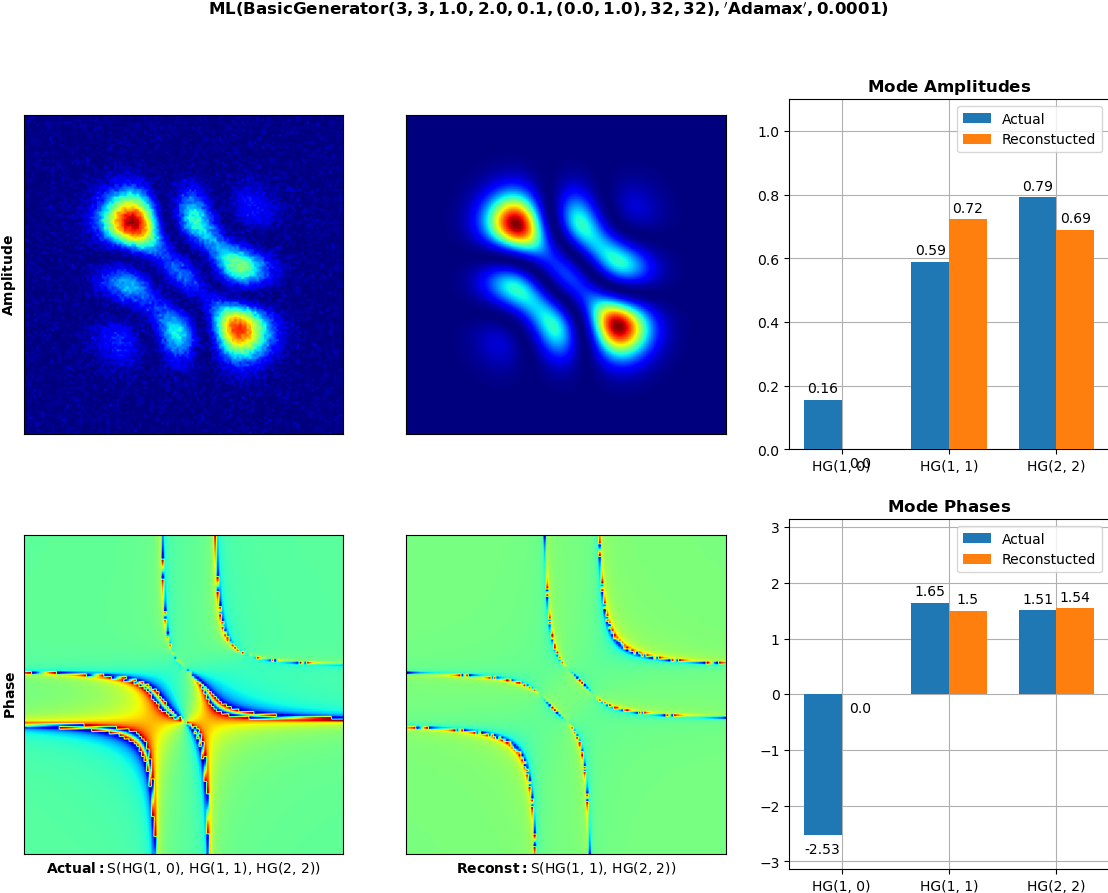 ML(BasicGenerator(3, 3, 1.0, 2.0, 0.1, (0.0, 1.0), 32, 32), 'Adamax', 0.0001)
Amplitude
Mode Amplitudes
Actual
Reconstucted
1.0
0.8
0.6
0.4
0.2
0.0
0.16
0.0
0.59
0.72
0.79
0.69
HG(1, 0)
HG(1, 1)
HG(2, 2)
Phase
Actual: S(HG(1, 0), HG(1, 1), HG(2, 2))
Reconst: S(HG(1, 1), HG(2, 2))
Mode Phases
Actual
Reconstucted
3
2
1
0
−1
−2
−3
-2.53
0.0
1.65
1.5
1.51
1.54
HG(1, 0)
HG(1, 1)
HG(2, 2)